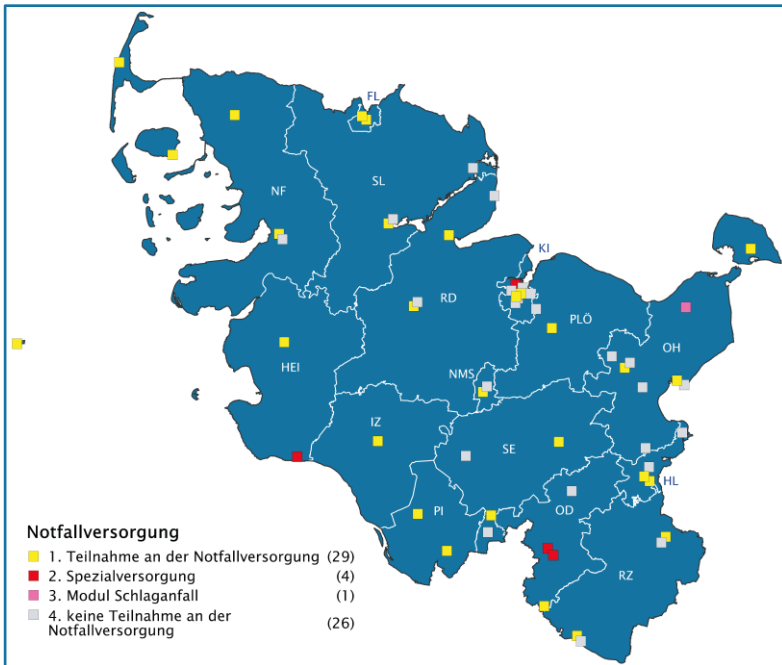 FL
SL
NF
KI
RD
PLÖ
OH
HEI
NMS
IZ
SE
HL
OD
PI
RZ
Notfallversorgung
1. Teilnahme an der Notfallversorgung (29)
2. Spezialversorgung (4)
3. Modul Schlaganfall (1)
4. keine Teilnahme an der
Notfallversorgung (26)